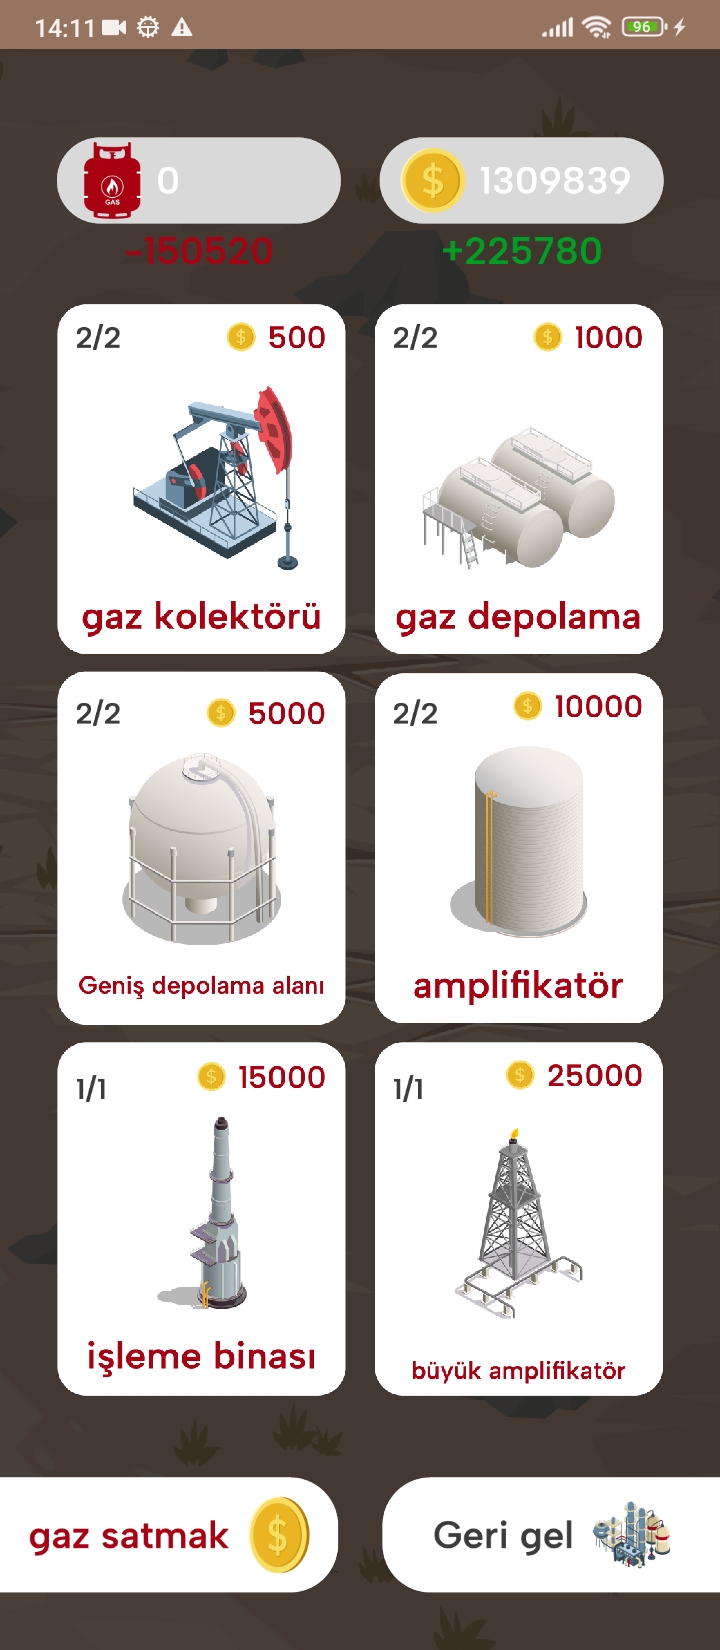 14:11
96
GAS
0
1309839
-150520
+225780
2/2
500
2/2
1000
gaz kolektörü
gaz depolama
2/2
5000
2/2
10000
Geniş depolama alanı
amplifikatör
1/1
15000
1/1
25000
işleme binası
büyük amplifikatör
gaz satmak
Geri gel